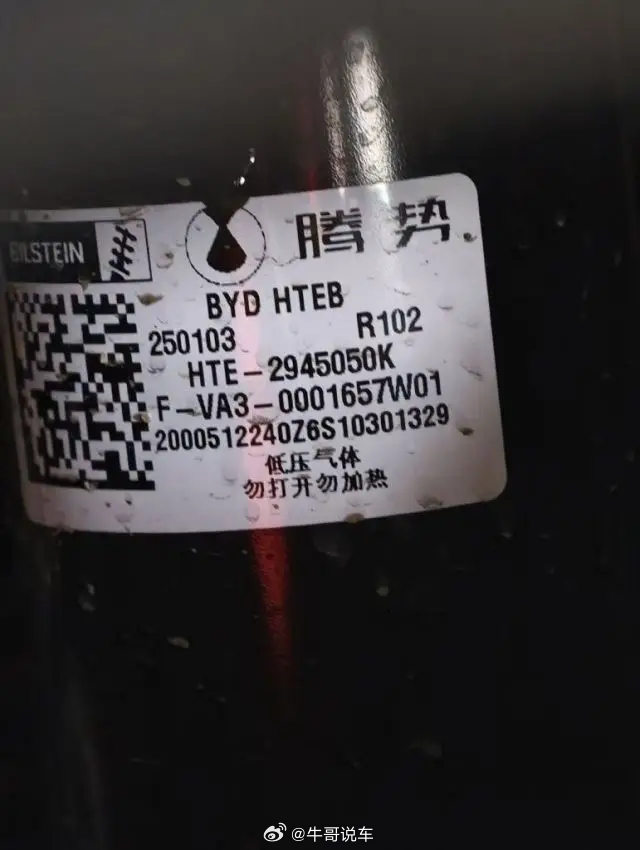 BILSTEIN
腾势
BYD HTEB
250103 R102
HTE-2945050K
F-VA3-0001657W01
2000512240Z6S10301329
低压气体
勿打开勿加热
@牛哥说车